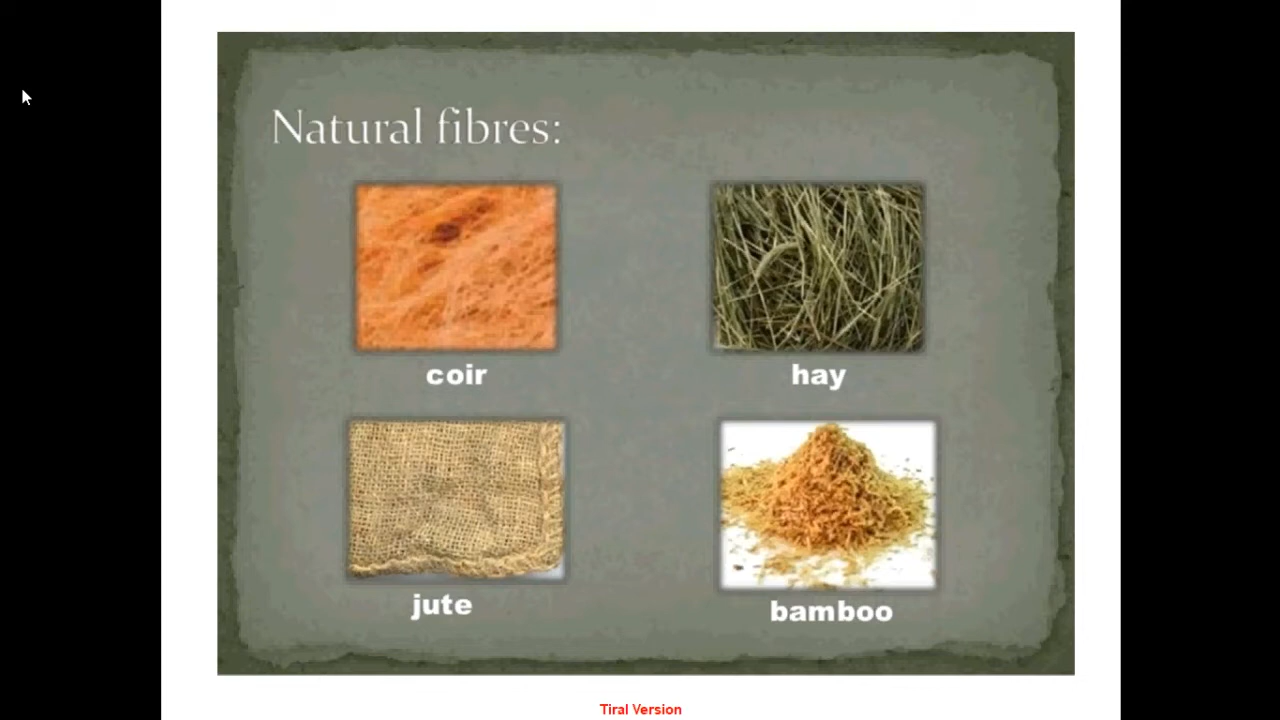 Natural fibres:
coir
hay
jute
bamboo
Tiral Version